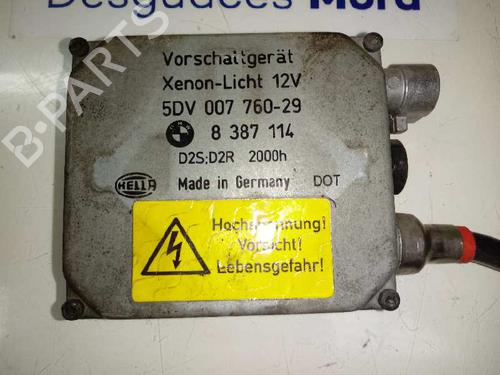 Desguaces Mora
Vorschaltgerät
Xenon-Licht 12V
5DV 007 760-29
8 387 114
D2S;D2R 2000h
HELLA
Made in Germany DOT
Hochspannung!
Vorsicht!
Lebensgefahr!
B-PARTS